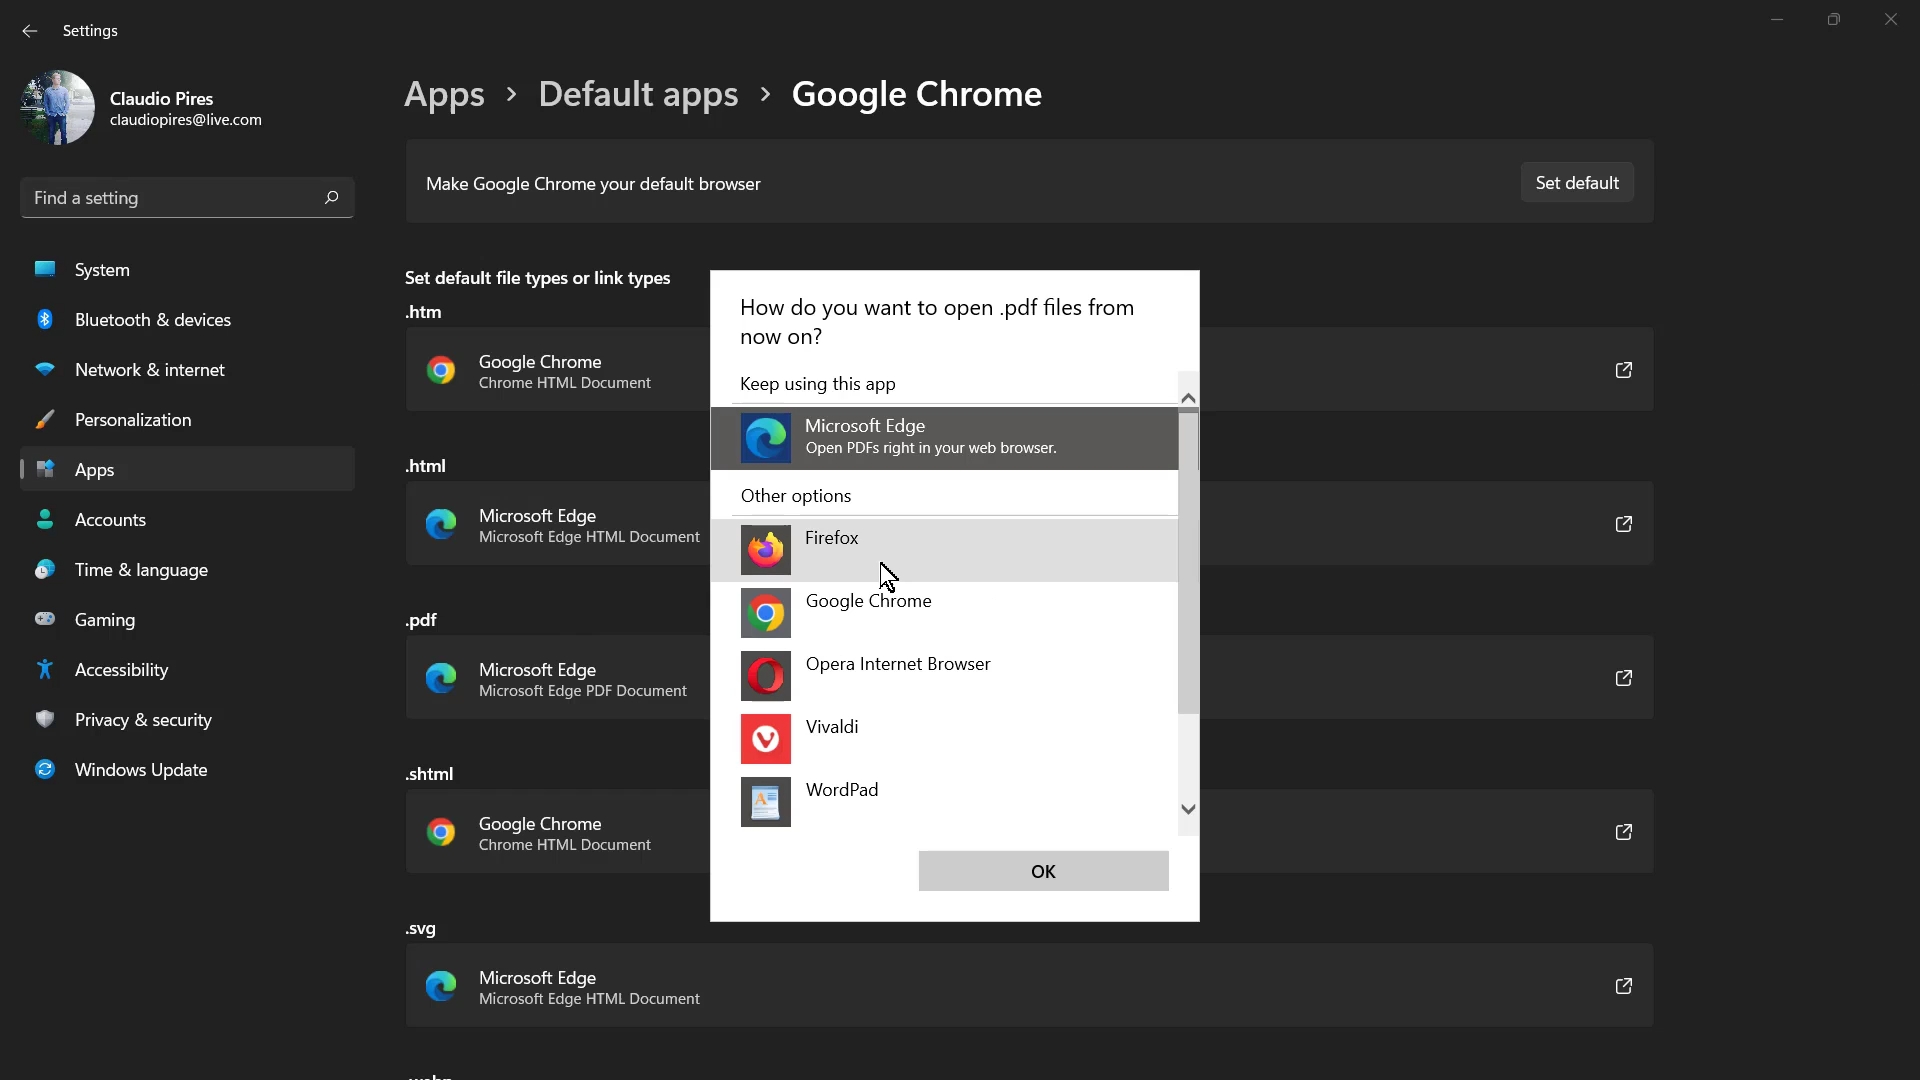 Settings
Claudio Pires
claudiopires@live.com
Find a setting
System
Bluetooth & devices
Network & internet
Personalization
Apps
Accounts
Time & language
Gaming
Accessibility
Privacy & security
Windows Update
Apps > Default apps > Google Chrome
Make Google Chrome your default browser
Set default
Set default file types or link types
.htm
Google Chrome
Chrome HTML Document
.html
Microsoft Edge
Microsoft Edge HTML Document
.pdf
Microsoft Edge
Microsoft Edge PDF Document
.shtml
Google Chrome
Chrome HTML Document
.svg
Microsoft Edge
Microsoft Edge HTML Document
How do you want to open .pdf files from
now on?
Keep using this app
Microsoft Edge
Open PDFs right in your web browser.
Other options
Firefox
Google Chrome
Opera Internet Browser
Vivaldi
WordPad
OK